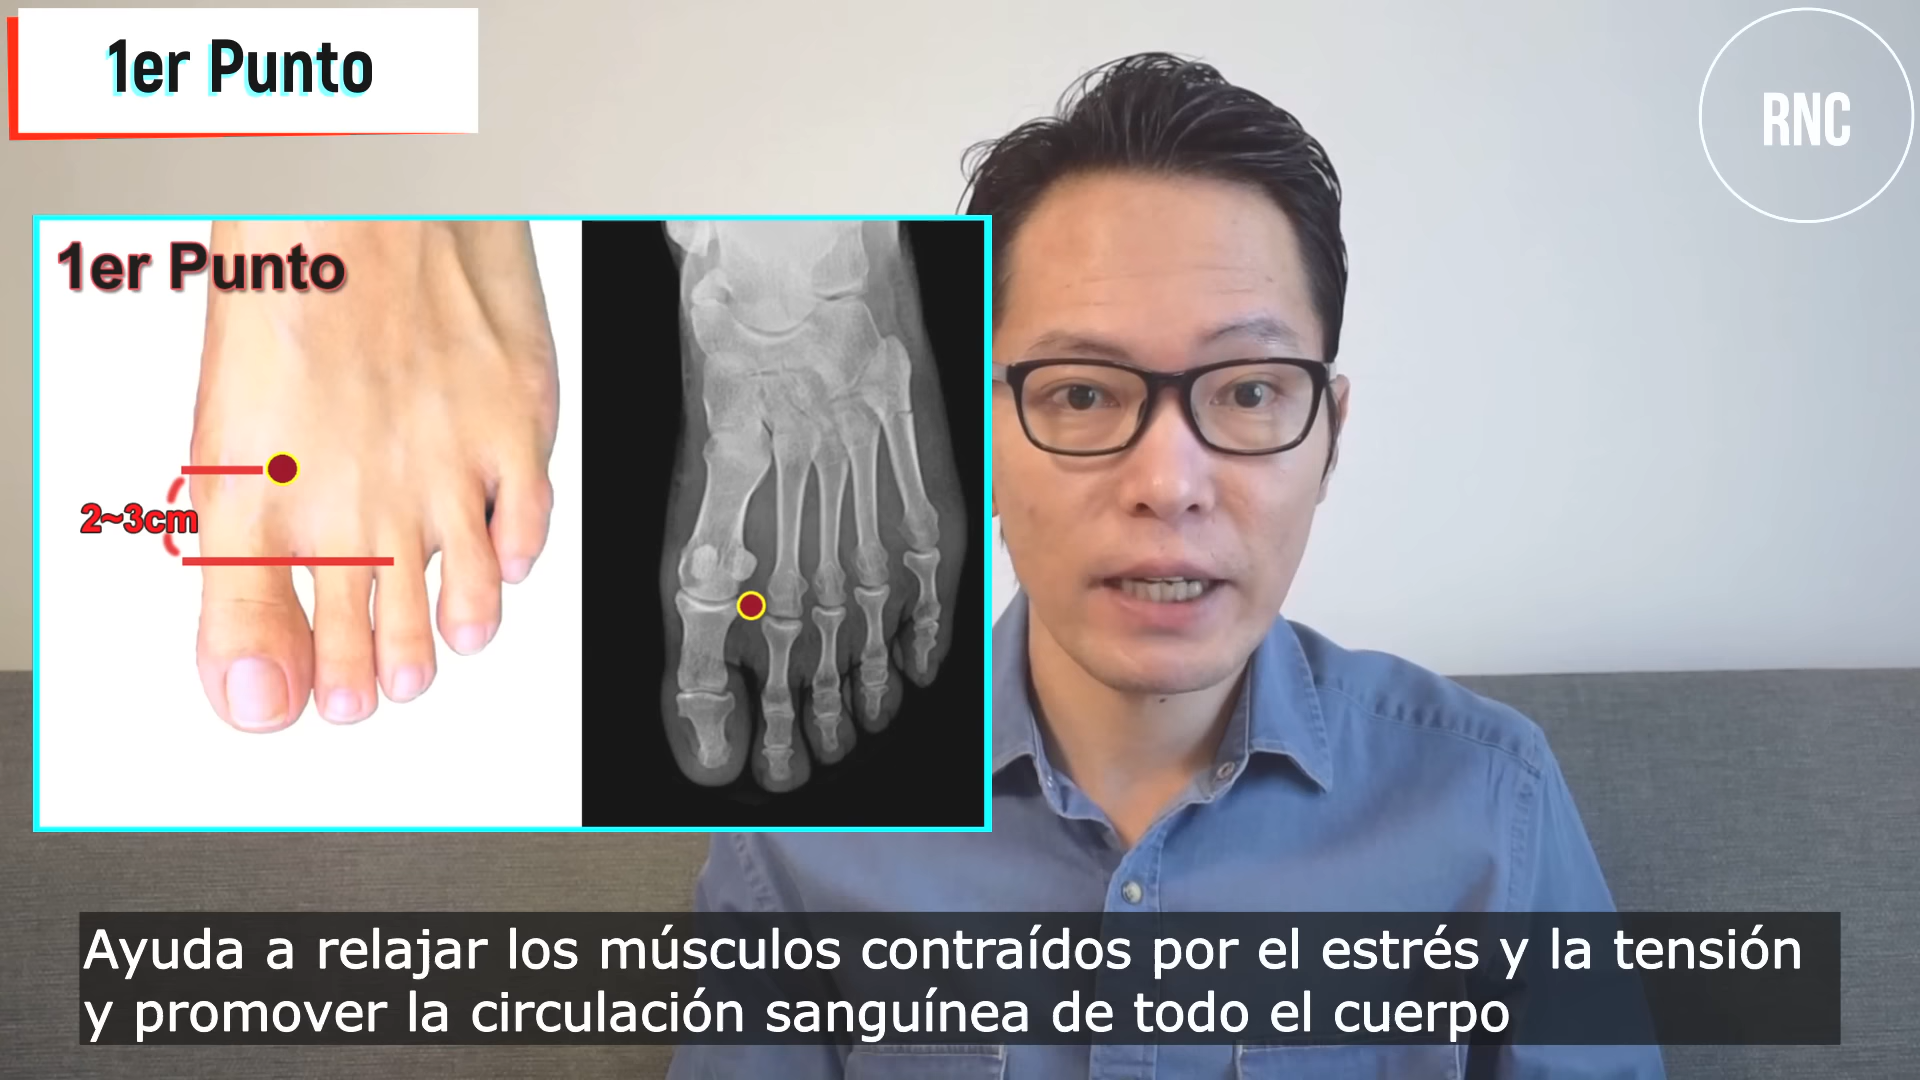 1er Punto
RNC
1er Punto
2~3cm
Ayuda a relajar los músculos contraídos por el estrés y la tensión
y promover la circulación sanguínea de todo el cuerpo